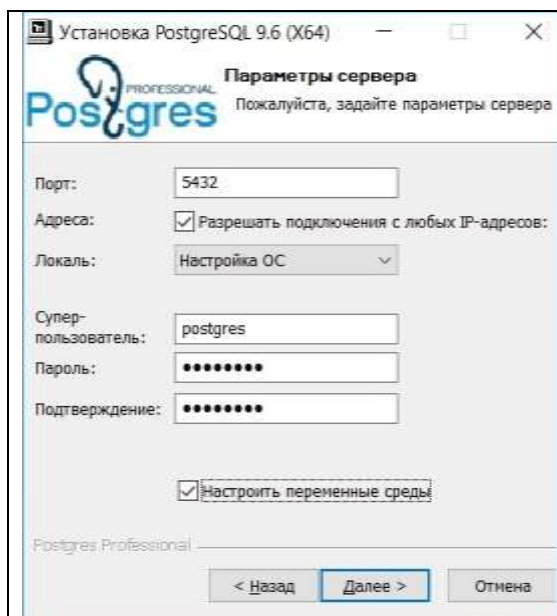 Установка PostgreSQL 9.6 (X64)
PROFESSIONAL
Postgres
Параметры сервера
Пожалуйста, задайте параметры сервера
Порт: 5432
Адреса: Разрешать подключения с любых IP-адресов:
Локаль: Настройка ОС
Супер-
пользователь: postgres
Пароль: ••••••••
Подтверждение: ••••••••
Настроить переменные среды
Postgres Professional
< Назад Далее > Отмена